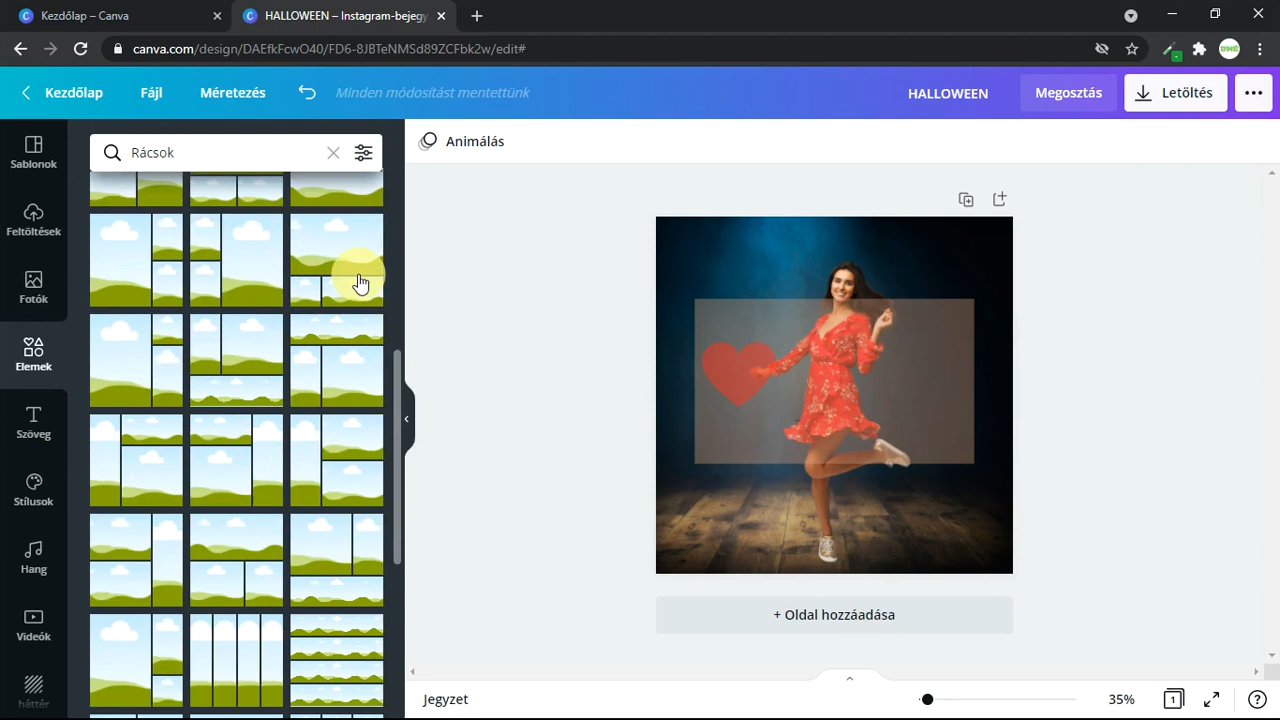 Kezdőlap – Canva
HALLOWEEN – Instagram-bejegy
canva.com/design/DAEfkFcwO40/FD6-8JBTeNMSd89ZCFbk2w/edit#
Kezdőlap
Fájl
Méretezés
Minden módosítást mentettünk
HALLOWEEN
Megosztás
Letöltés
Sablonok
Feltöltések
Fotók
Elemek
Szöveg
Stílusok
Hang
Videók
háttér
Rácsok
Animálás
+ Oldal hozzáadása
Jegyzet
35%
1